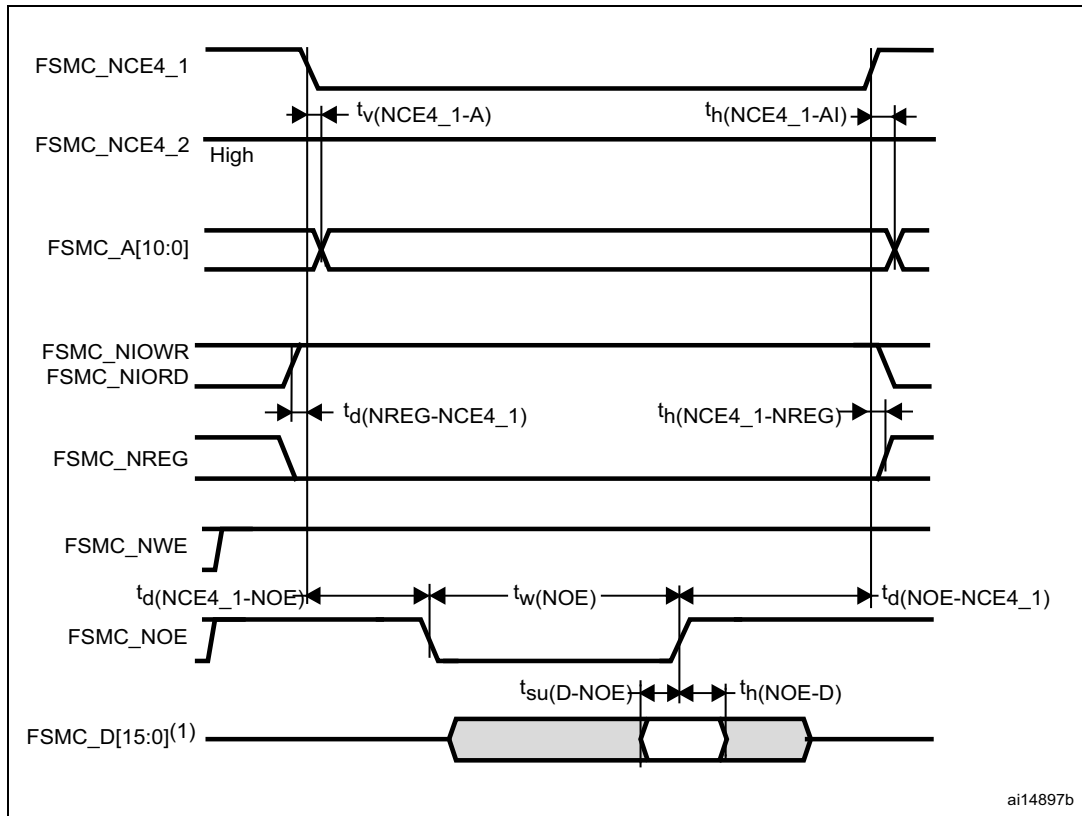 FSMC_NCE4_1
tv(NCE4_1-A)
th(NCE4_1-AI)
FSMC_NCE4_2
High
FSMC_A[10:0]
FSMC_NIOWR
FSMC_NIORD
td(NREG-NCE4_1)
th(NCE4_1-NREG)
FSMC_NREG
FSMC_NWE
td(NCE4_1-NOE)
tw(NOE)
td(NOE-NCE4_1)
FSMC_NOE
tsu(D-NOE)
th(NOE-D)
FSMC_D[15:0](1)
ai14897b